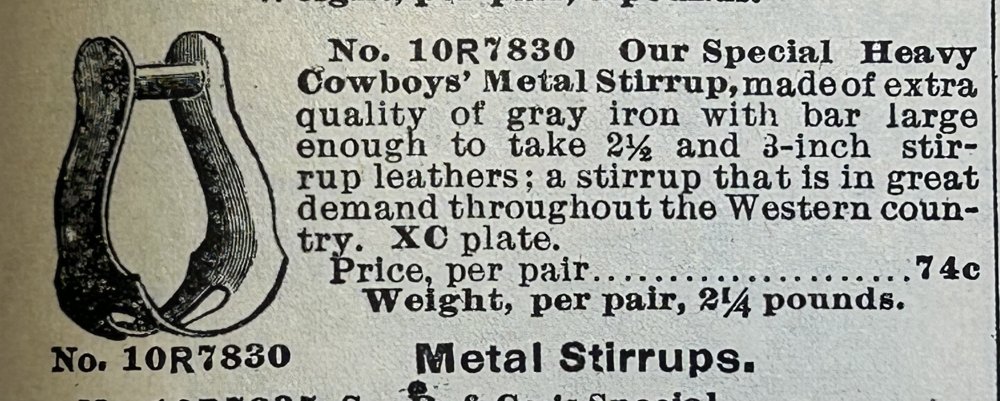 No. 10R7830 Our Special Heavy
Cowboys' Metal Stirrup, made of extra
quality of gray iron with bar large
enough to take 2½ and 3-inch stir-
rup leathers; a stirrup that is in great
demand throughout the Western coun-
try. XC plate.
Price, per pair......................74c
Weight, per pair, 2¼ pounds.
No. 10R7830
Metal Stirrups.